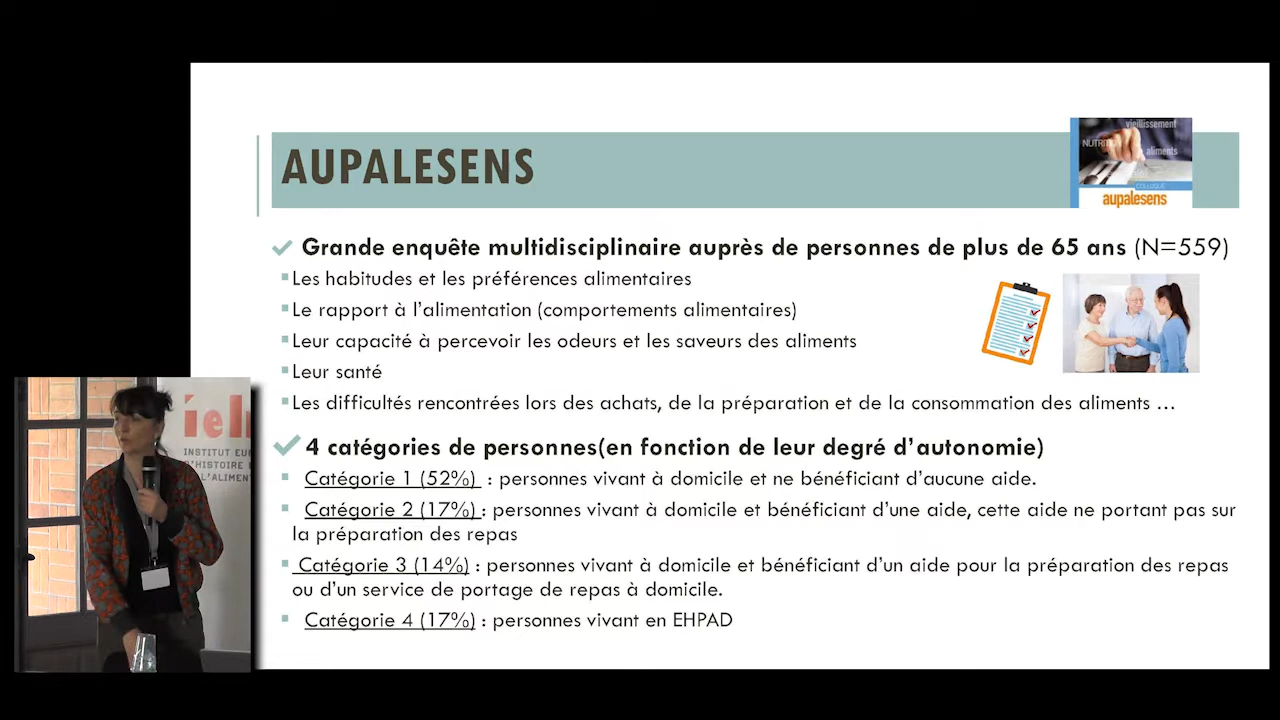 AUPALESENS
vieillissement
NUTRITION
aliments
COLLOQUE
aupalesens
Grande enquête multidisciplinaire auprès de personnes de plus de 65 ans (N=559)
Les habitudes et les préférences alimentaires
Le rapport à l'alimentation (comportements alimentaires)
Leur capacité à percevoir les odeurs et les saveurs des aliments
Leur santé
Les difficultés rencontrées lors des achats, de la préparation et de la consommation des aliments ...
4 catégories de personnes(en fonction de leur degré d'autonomie)
Catégorie 1 (52%) : personnes vivant à domicile et ne bénéficiant d'aucune aide.
Catégorie 2 (17%) : personnes vivant à domicile et bénéficiant d'une aide, cette aide ne portant pas sur
la préparation des repas
Catégorie 3 (14%) : personnes vivant à domicile et bénéficiant d'un aide pour la préparation des repas
ou d'un service de portage de repas à domicile.
Catégorie 4 (17%) : personnes vivant en EHPAD
INSTITUT EU
D'HISTOIRE
L'ALIME